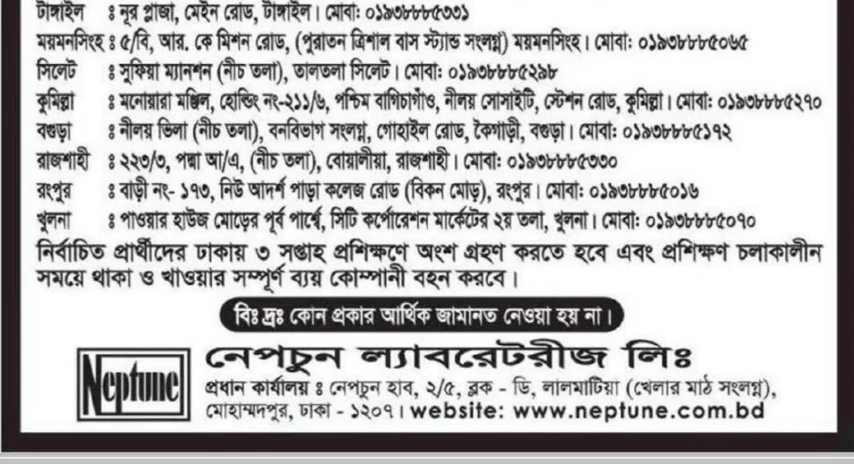 টাঙ্গাইল : নূর প্লাজা, মেইন রোড, টাঙ্গাইল। মোবা: ০১৯৩৮৮৮৫৩৩১
ময়মনসিংহ : ৫/বি, আর. কে মিশন রোড, (পুরাতন ত্রিশাল বাস স্ট্যান্ড সংলগ্ন) ময়মনসিংহ। মোবা: ০১৯৩৮৮৮৫০৬৫
সিলেট : সুফিয়া ম্যানশন (নীচ তলা), তালতলা সিলেট। মোবা: ০১৯৩৮৮৮৫২৯৮
কুমিল্লা : মনোয়ারা মঞ্জিল, হোল্ডিং নং-২১১/৬, পশ্চিম বাগিচাগাঁও, নীলয় সোসাইটি, স্টেশন রোড, কুমিল্লা। মোবা: ০১৯৩৮৮৮৫২৭০
বগুড়া : নীলয় ভিলা (নীচ তলা), বনবিভাগ সংলগ্ন, গোহাইল রোড, কৈগাড়ী, বগুড়া। মোবা: ০১৯৩৮৮৮৫১৭২
রাজশাহী : ২২৩/৩, পদ্মা আ/এ, (নীচ তলা), বোয়ালীয়া, রাজশাহী। মোবা: ০১৯৩৮৮৮৫৩৩০
রংপুর : বাড়ী নং- ১৭৩, নিউ আদর্শ পাড়া কলেজ রোড (বিকন মোড়), রংপুর। মোবা: ০১৯৩৮৮৮৫০১৬
খুলনা : পাওয়ার হাউজ মোড়ের পূর্ব পার্শ্বে, সিটি কর্পোরেশন মার্কেটের ২য় তলা, খুলনা। মোবা: ০১৯৩৮৮৮৫০৭০
নির্বাচিত প্রার্থীদের ঢাকায় ৩ সপ্তাহ প্রশিক্ষণে অংশ গ্রহণ করতে হবে এবং প্রশিক্ষণ চলাকালীন
সময়ে থাকা ও খাওয়ার সম্পূর্ণ ব্যয় কোম্পানী বহন করবে।
বিঃ দ্রঃ কোন প্রকার আর্থিক জামানত নেওয়া হয় না।
Neptune
নেপচুন ল্যাবরেটরীজ লিঃ
প্রধান কার্যালয় : নেপচুন হাব, ২/৫, ব্লক - ডি, লালমাটিয়া (খেলার মাঠ সংলগ্ন),
মোহাম্মদপুর, ঢাকা - ১২০৭। website: www.neptune.com.bd